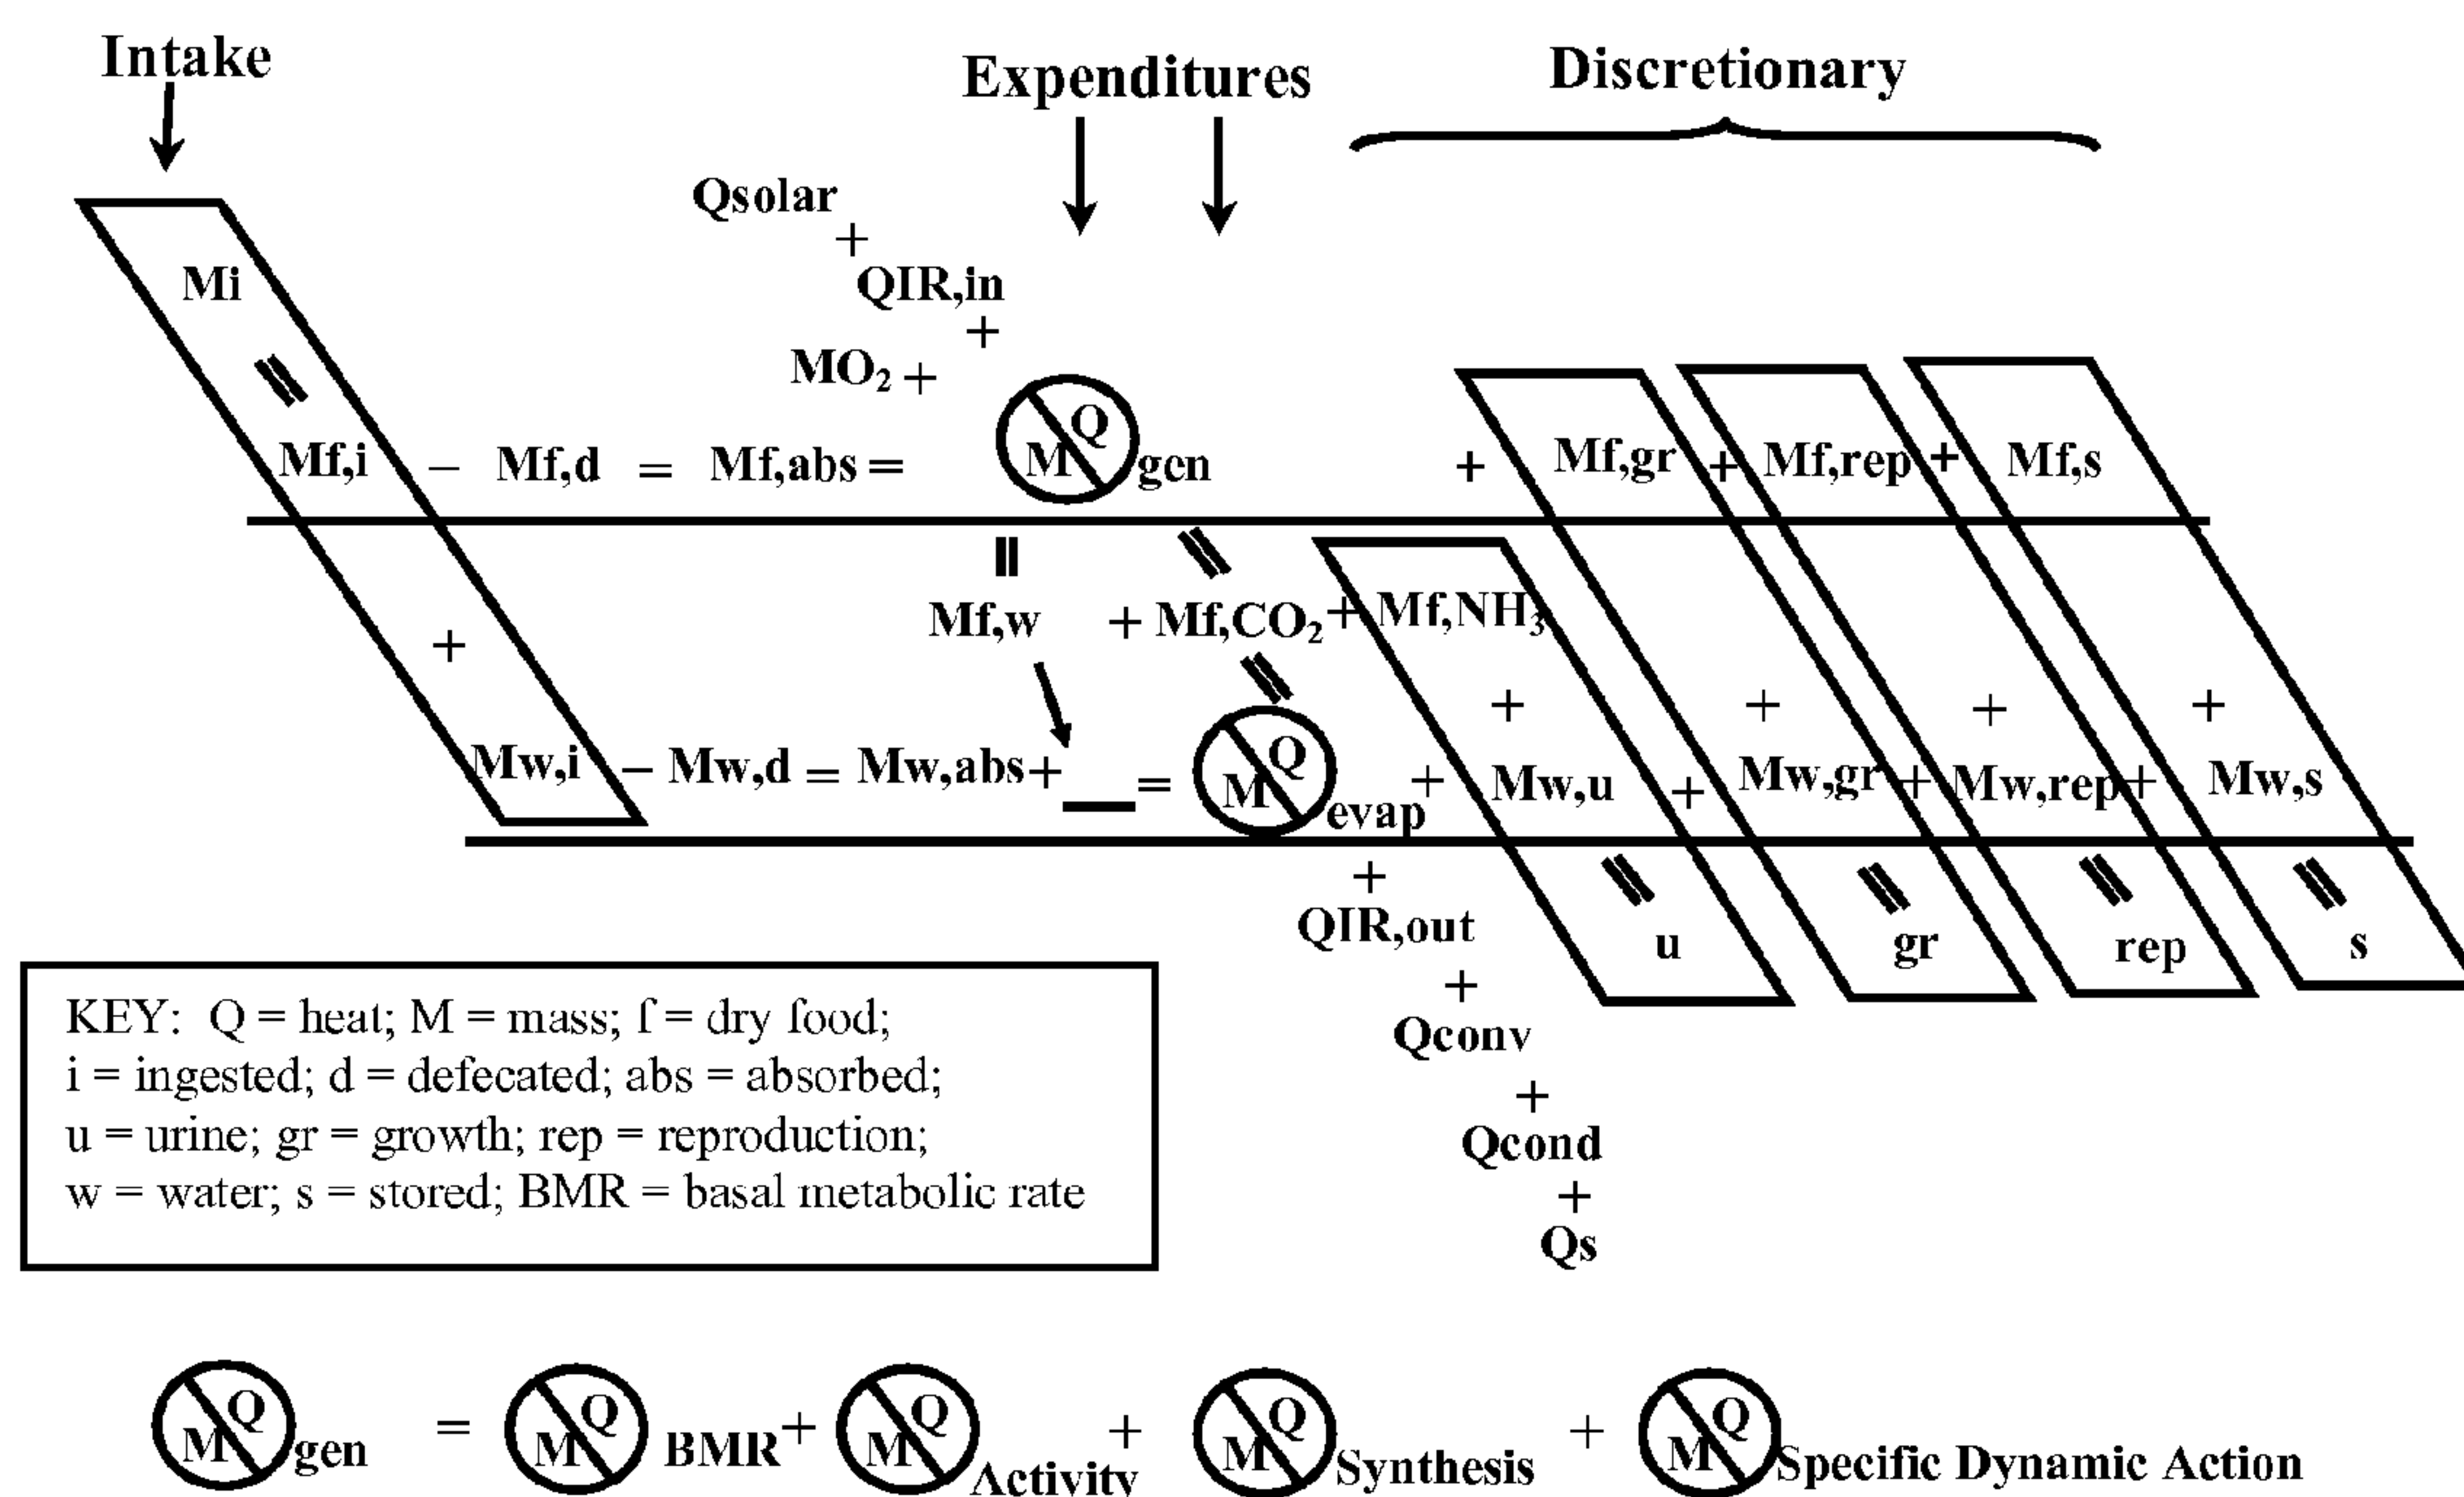 Intake
Expenditures
Discretionary
Qsolar
+
QIR,in
+
MO₂ +
Mi
=
Mf,i – Mf,d = Mf,abs = M Q gen + Mf,gr + Mf,rep + Mf,s
= =
Mf,w + Mf,CO₂ + Mf,NH₃
+ = + + + +
Mw,i – Mw,d = Mw,abs + __ = M Q evap + Mw,u + Mw,gr + Mw,rep + Mw,s
+ = = = =
QIR,out u gr rep s
+
Qconv
+
Qcond
+
Qs
KEY: Q = heat; M = mass; f = dry food;
i = ingested; d = defecated; abs = absorbed;
u = urine; gr = growth; rep = reproduction;
w = water; s = stored; BMR = basal metabolic rate
M Q gen = M Q BMR + M Q Activity + M Q Synthesis + M Q Specific Dynamic Action